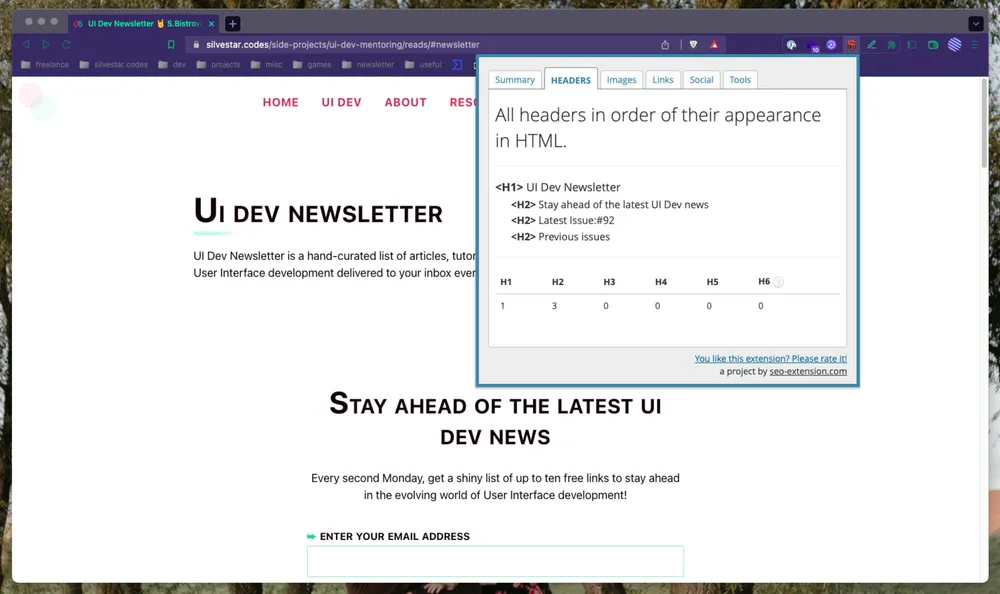 UI Dev Newsletter 🤘 S.Bistrovi
silvestar.codes/side-projects/ui-dev-mentoring/reads/#newsletter
10
freelance silvestar.codes dev projects misc games newsletter useful
HOME UI DEV ABOUT RESO
UI DEV NEWSLETTER
UI Dev Newsletter is a hand-curated list of articles, tutor
User Interface development delivered to your inbox ever
Summary HEADERS Images Links Social Tools
All headers in order of their appearance
in HTML.
<H1> UI Dev Newsletter
<H2> Stay ahead of the latest UI Dev news
<H2> Latest Issue:#92
<H2> Previous issues
H1 H2 H3 H4 H5 H6 ?
1 3 0 0 0 0
You like this extension? Please rate it!
a project by seo-extension.com
STAY AHEAD OF THE LATEST UI
DEV NEWS
Every second Monday, get a shiny list of up to ten free links to stay ahead
in the evolving world of User Interface development!
ENTER YOUR EMAIL ADDRESS